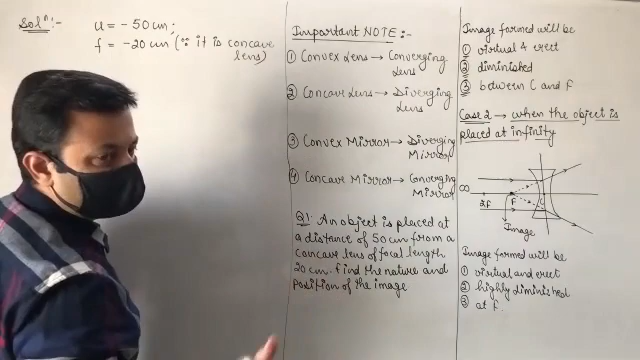 Solⁿ:- u = -50 cm;
f = -20 cm (∵ it is concave
lens)
Important NOTE:-
① Convex Lens → Converging
Lens
② Concave Lens → Diverging
Lens
③ Convex Mirror → Diverging
Mirror
④ Concave Mirror → Converging
Mirror
Q1. An object is placed at
a distance of 50 cm from a
concave lens of focal length
20 cm. Find the nature and
position of the image
Image formed will be
① virtual & erect
② diminished
③ between C and F
Case 2 → when the object is
placed at infinity
∞
2F F C
Image
Image formed will be
① virtual and erect
② highly diminished
③ at F.